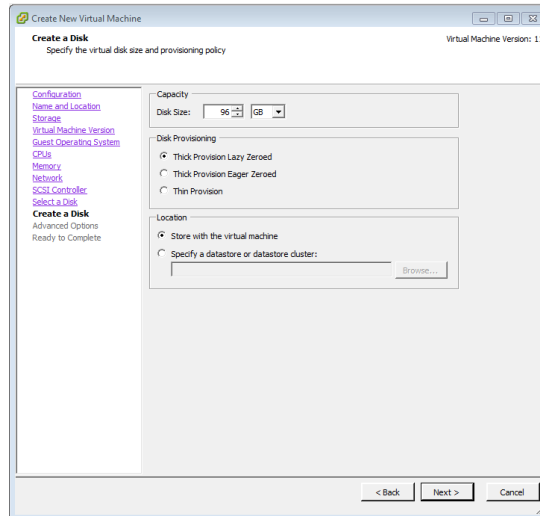 Create New Virtual Machine
Create a Disk
Specify the virtual disk size and provisioning policy
Virtual Machine Version: 1
Configuration
Name and Location
Storage
Virtual Machine Version
Guest Operating System
CPUs
Memory
Network
SCSI Controller
Select a Disk
Create a Disk
Advanced Options
Ready to Complete
Capacity
Disk Size: 96 GB
Disk Provisioning
Thick Provision Lazy Zeroed
Thick Provision Eager Zeroed
Thin Provision
Location
Store with the virtual machine
Specify a datastore or datastore cluster:
Browse...
< Back Next > Cancel